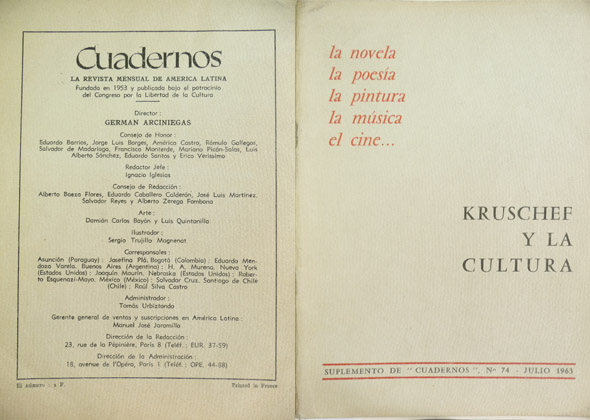 Cuadernos
LA REVISTA MENSUAL DE AMERICA LATINA
Fundada en 1953 y publicada bajo el patrocinio
del Congreso por la Libertad de la Cultura
Director :
GERMAN ARCINIEGAS
Consejo de Honor :
Eduardo Barrios, Jorge Luis Borges, Américo Castro, Rómulo Gallegos,
Salvador de Madariaga, Francisco Monterde, Mariano Picón-Salas, Luis
Alberto Sánchez, Eduardo Santos y Erico Verissimo
Redactor Jefe :
Ignacio Iglesias
Consejo de Redacción :
Alberto Baeza Flores, Eduardo Caballero Calderón, José Luis Martínez,
Salvador Reyes y Alberto Zérega Fombona
Arte :
Damián Carlos Bayón y Luis Quintanilla
Ilustrador :
Sergio Trujillo Magnenat
Corresponsales :
Asunción (Paraguay) : Josefina Plá, Bogotá (Colombia) : Eduardo Men-
doza Varela, Buenos Aires (Argentina) : H. A. Murena, Nueva York
(Estados Unidos) : Joaquín Maurín, Nebraska (Estados Unidos) : Rober-
to Esquenazi-Mayo, México (México) : Salvador Cruz, Santiago de Chile
(Chile) : Raúl Silva Castro
Administrador :
Tomás Urbiztondo
Gerente general de ventas y suscripciones en América Latina :
Manuel José Jaramillo
Dirección de la Redacción :
23, rue de la Pépinière, París 8 (Teléf. : EUR. 37-59)
Dirección de la Administración :
18, avenue de l'Opéra, París 1 (Teléf. : OPE. 44-88)
El número : 2 F.
Printed in France
la novela
la poesía
la pintura
la música
el cine...
KRUSCHEF
Y LA
CULTURA
SUPLEMENTO DE "CUADERNOS", Nº 74 - JULIO 1963